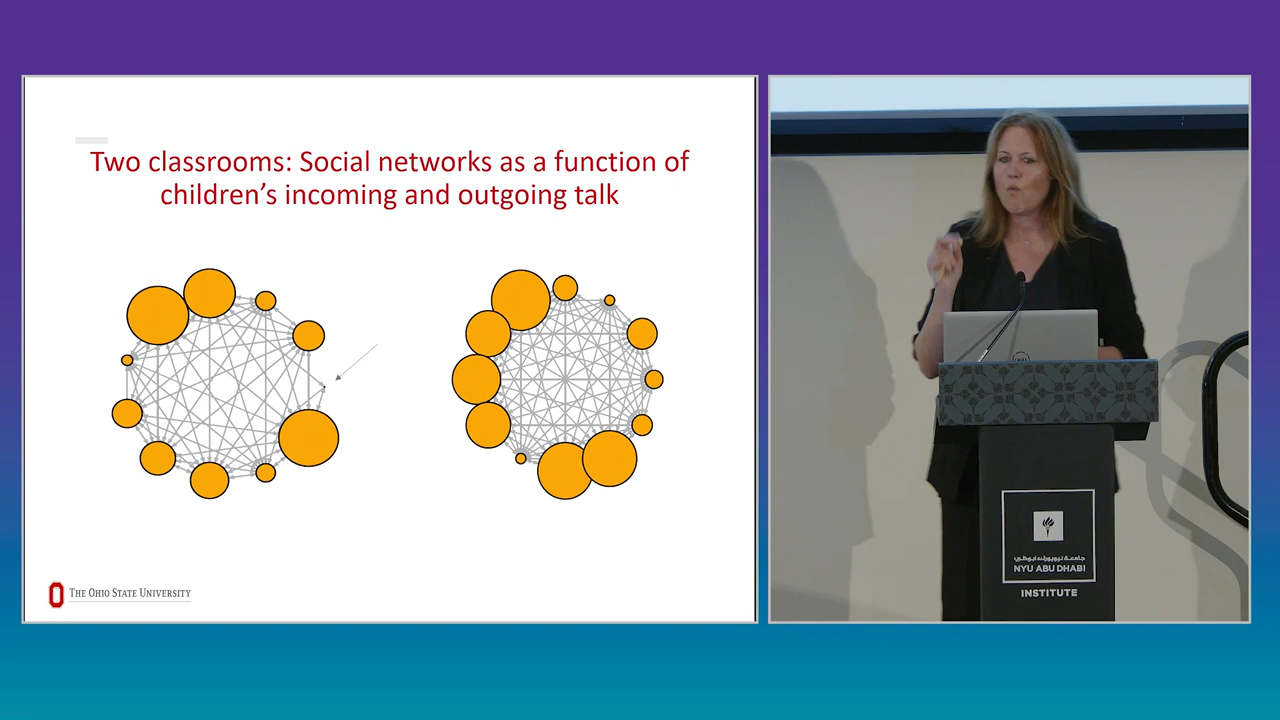 Two classrooms: Social networks as a function of
children's incoming and outgoing talk
THE OHIO STATE UNIVERSITY
DELL
جامعة نيويورك أبوظبي
NYU ABU DHABI
INSTITUTE